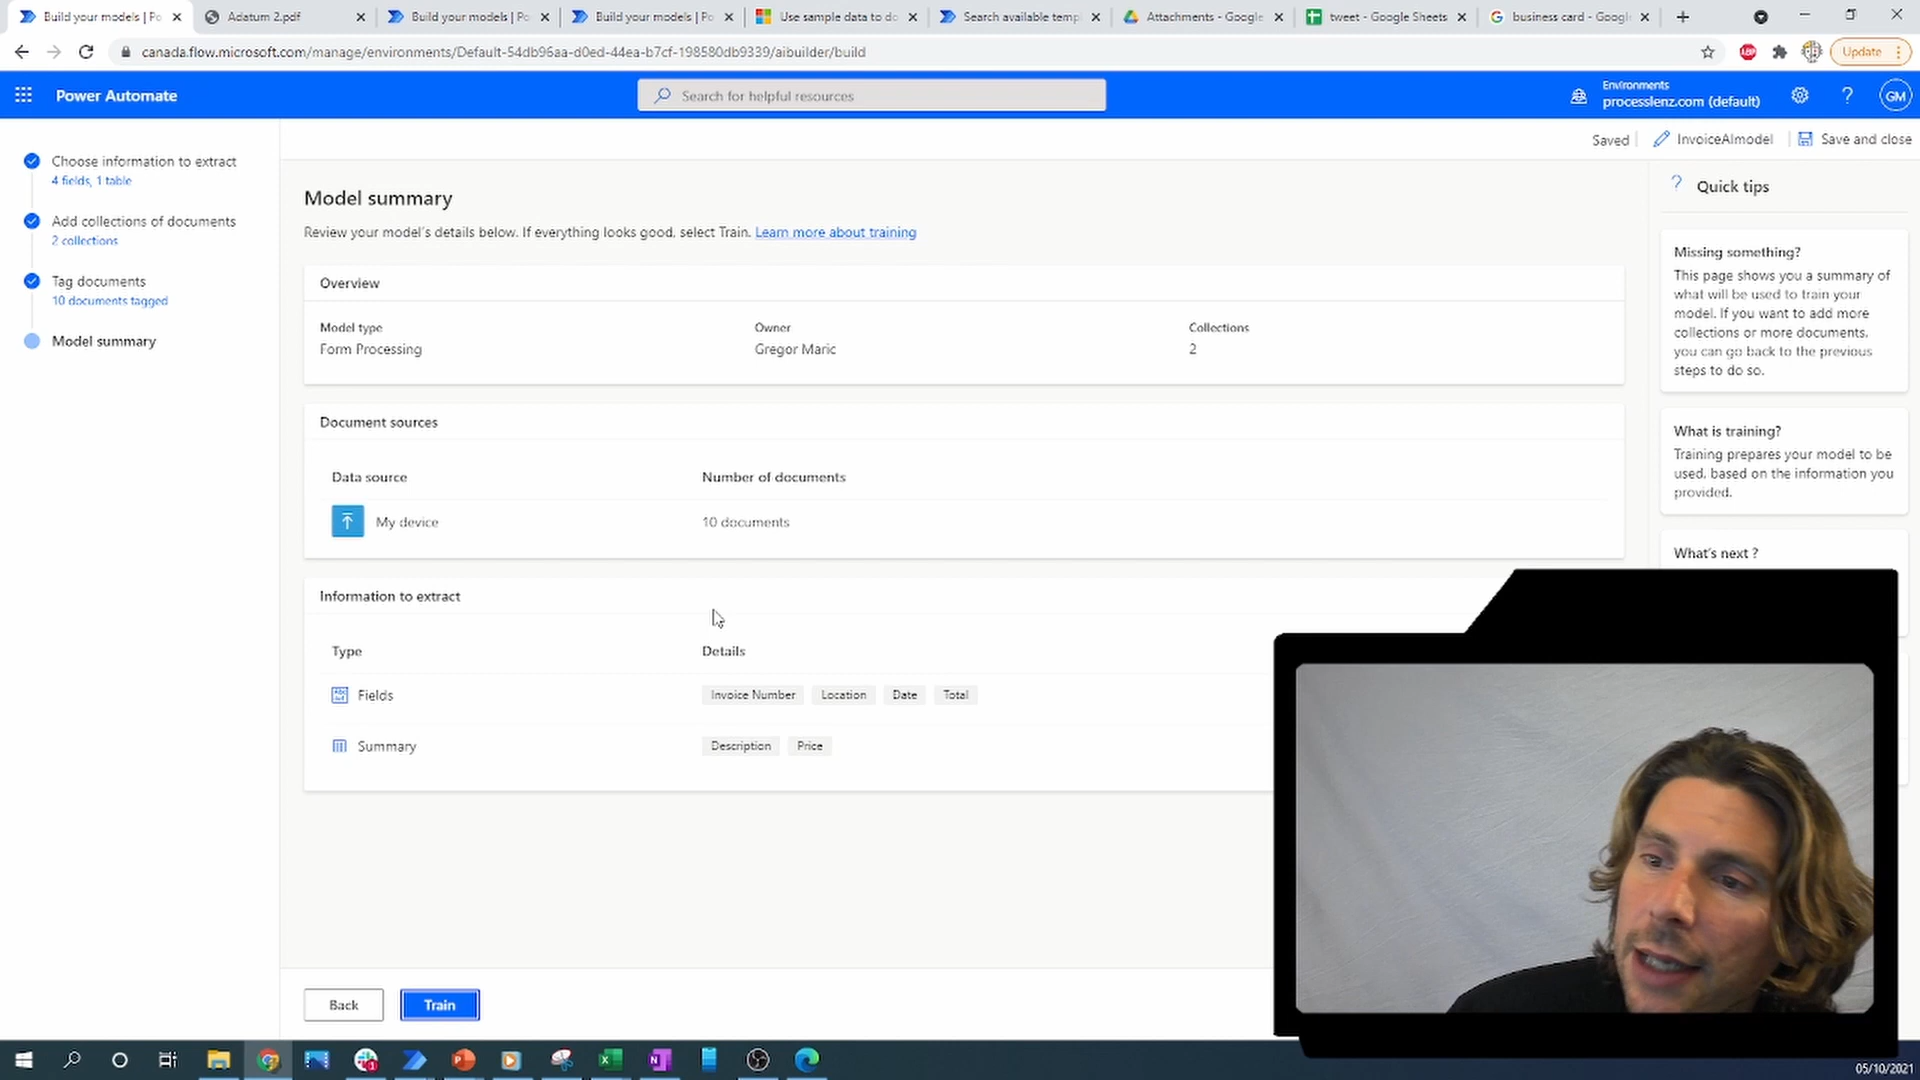 Build your models | Po
Adatum 2.pdf
Build your models | Po
Build your models | Po
Use sample data to do
Search available templ
Attachments - Google
tweet - Google Sheets
business card - Googl
canada.flow.microsoft.com/manage/environments/Default-54db96aa-d0ed-44ea-b7cf-198580db9339/aibuilder/build
ABP
Update
Power Automate
Search for helpful resources
Environments
processlenz.com (default)
?
GM
Saved
InvoiceAImodel
Save and close
Choose information to extract
4 fields, 1 table
Add collections of documents
2 collections
Tag documents
10 documents tagged
Model summary
Model summary
Review your model's details below. If everything looks good, select Train. Learn more about training
Overview
Model type
Owner
Collections
Form Processing
Gregor Maric
2
Document sources
Data source
Number of documents
My device
10 documents
Information to extract
Type
Details
Fields
Invoice Number
Location
Date
Total
Summary
Description
Price
? Quick tips
Missing something?
This page shows you a summary of
what will be used to train your
model. If you want to add more
collections or more documents,
you can go back to the previous
steps to do so.
What is training?
Training prepares your model to be
used, based on the information you
provided.
What's next ?
Back
Train
05/10/2021